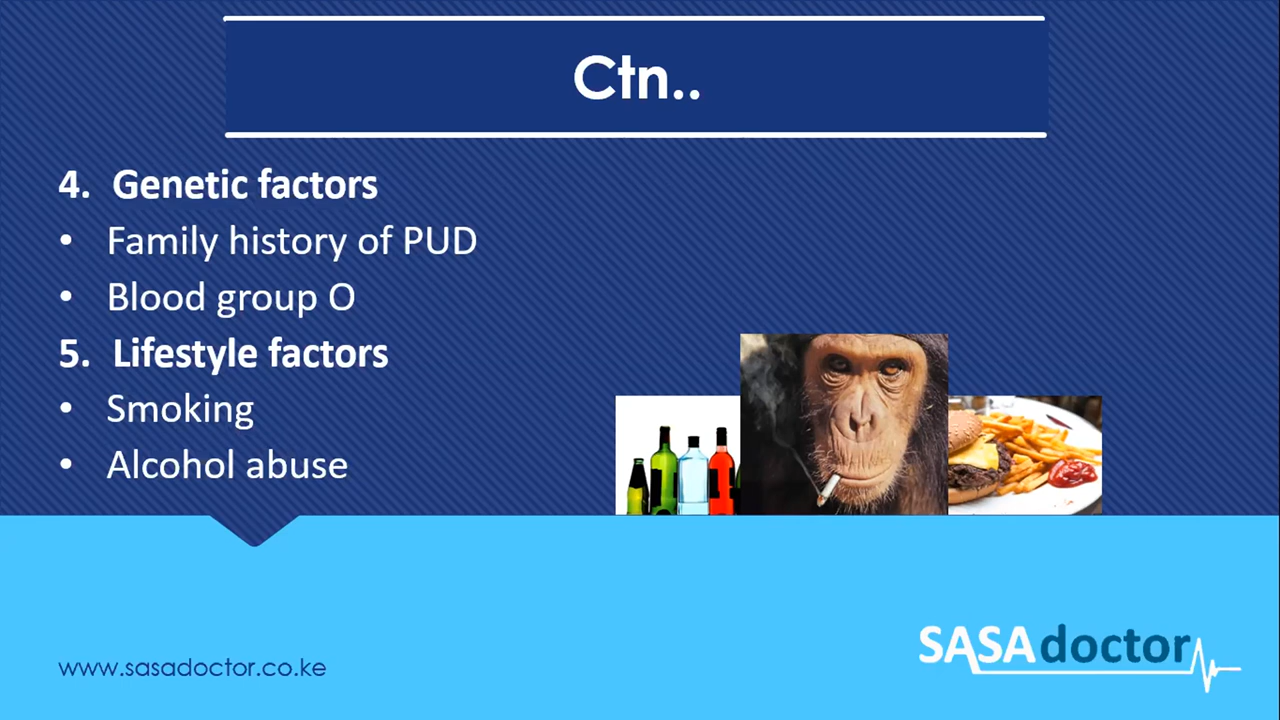 Ctn..
4. Genetic factors
• Family history of PUD
• Blood group O
5. Lifestyle factors
• Smoking
• Alcohol abuse
www.sasadoctor.co.ke
SASAdoctor